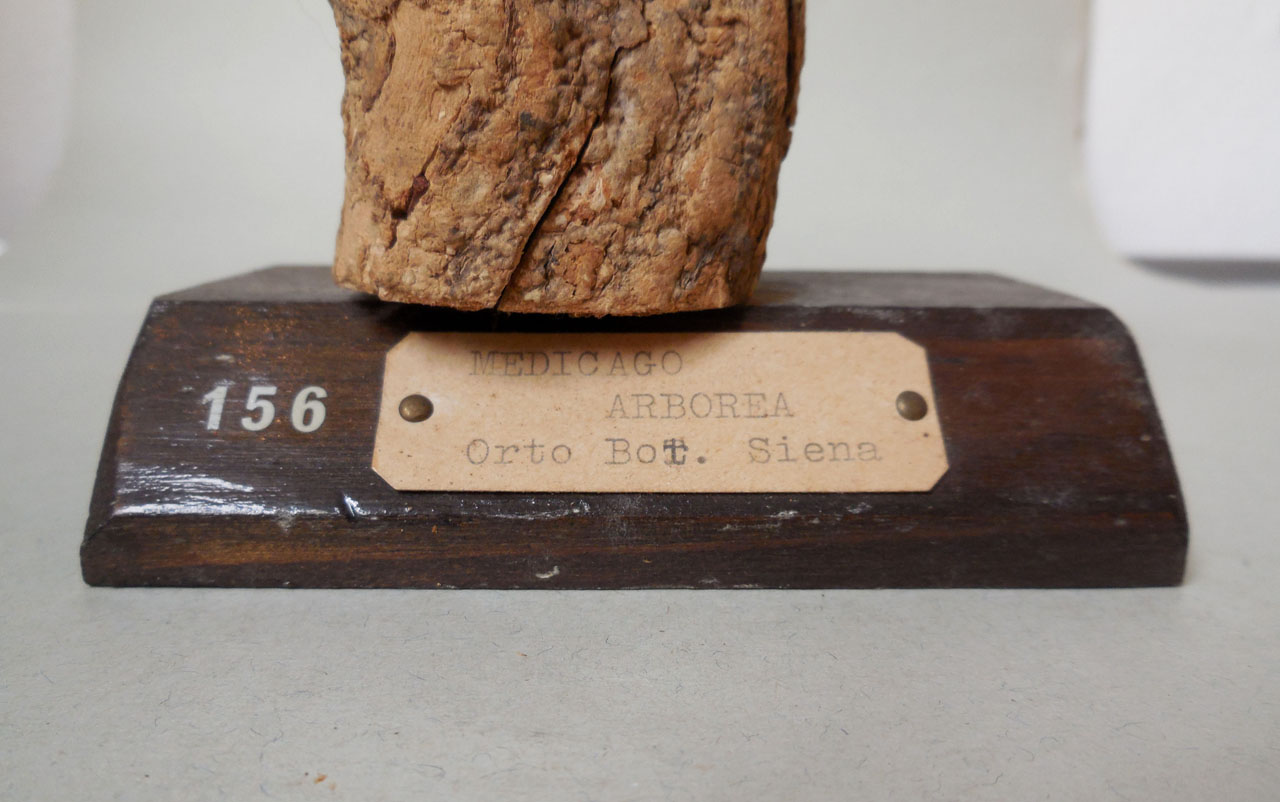 156
MEDICAGO
ARBOREA
Orto Bot. Siena